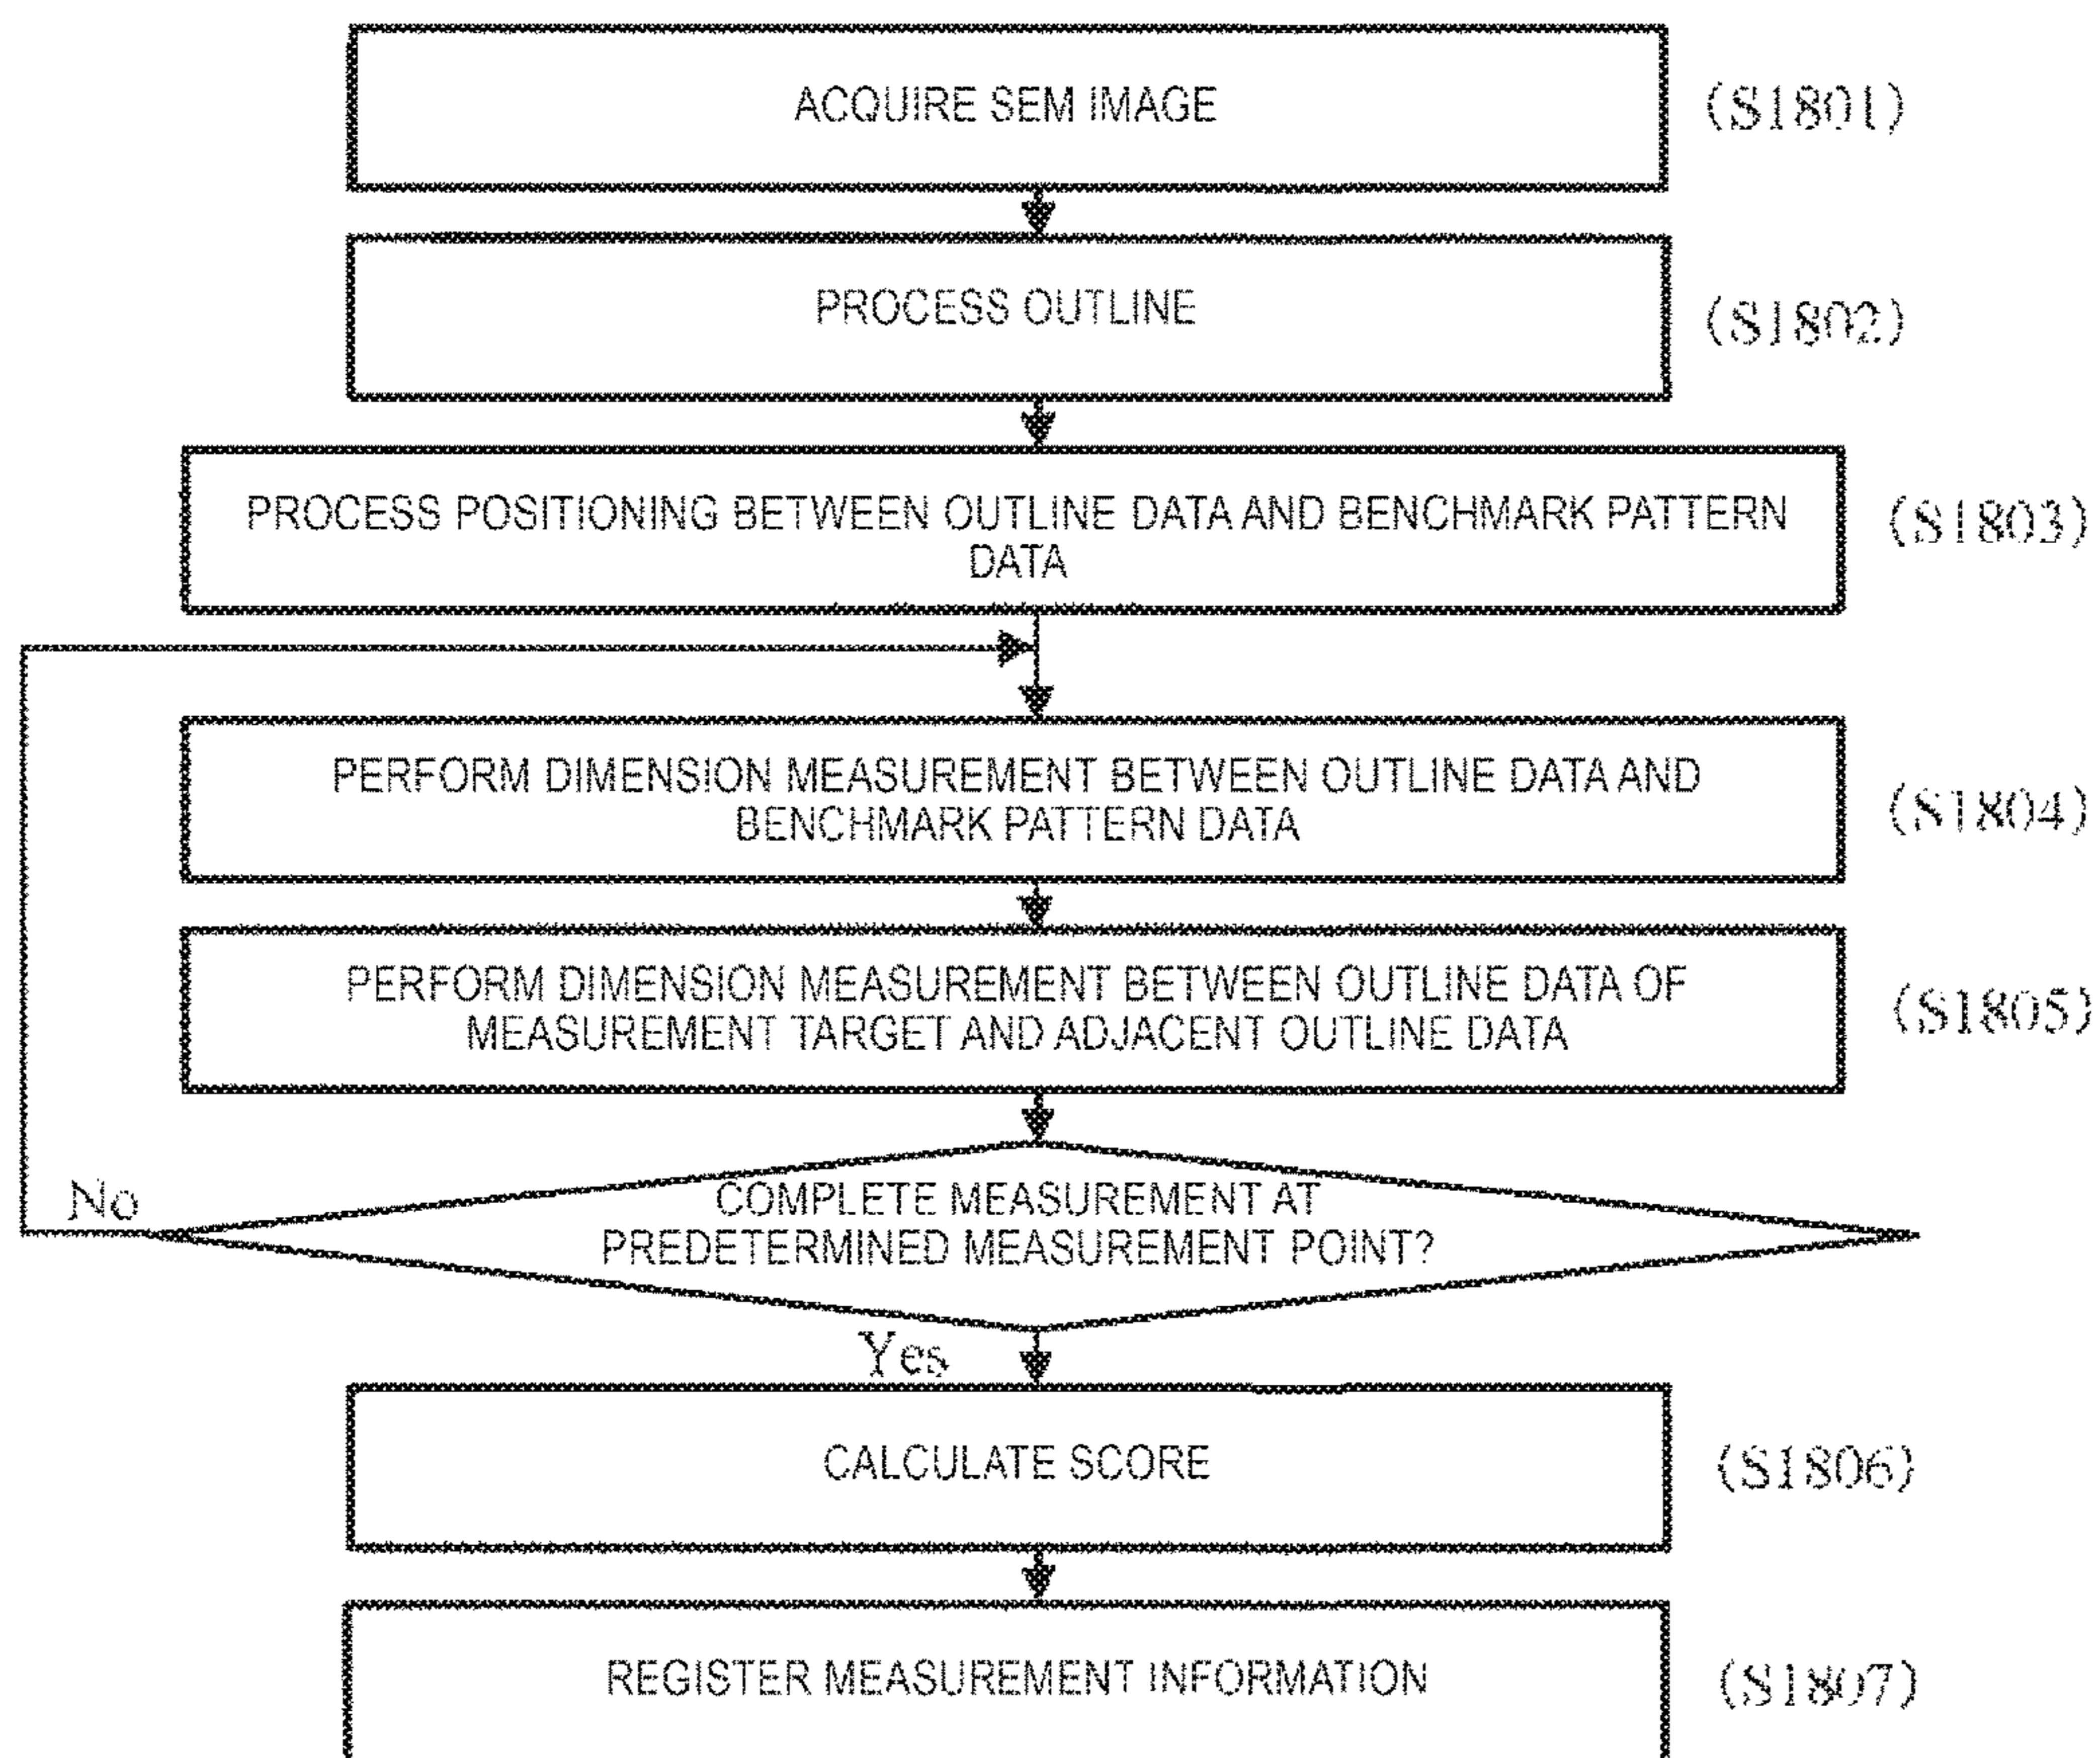 ACQUIRE SEM IMAGE
(S1801)
PROCESS OUTLINE
(S1802)
PROCESS POSITIONING BETWEEN OUTLINE DATA AND BENCHMARK PATTERN
DATA
(S1803)
PERFORM DIMENSION MEASUREMENT BETWEEN OUTLINE DATA AND
BENCHMARK PATTERN DATA
(S1804)
PERFORM DIMENSION MEASUREMENT BETWEEN OUTLINE DATA OF
MEASUREMENT TARGET AND ADJACENT OUTLINE DATA
(S1805)
No
COMPLETE MEASUREMENT AT
PREDETERMINED MEASUREMENT POINT?
Yes
CALCULATE SCORE
(S1806)
REGISTER MEASUREMENT INFORMATION
(S1807)